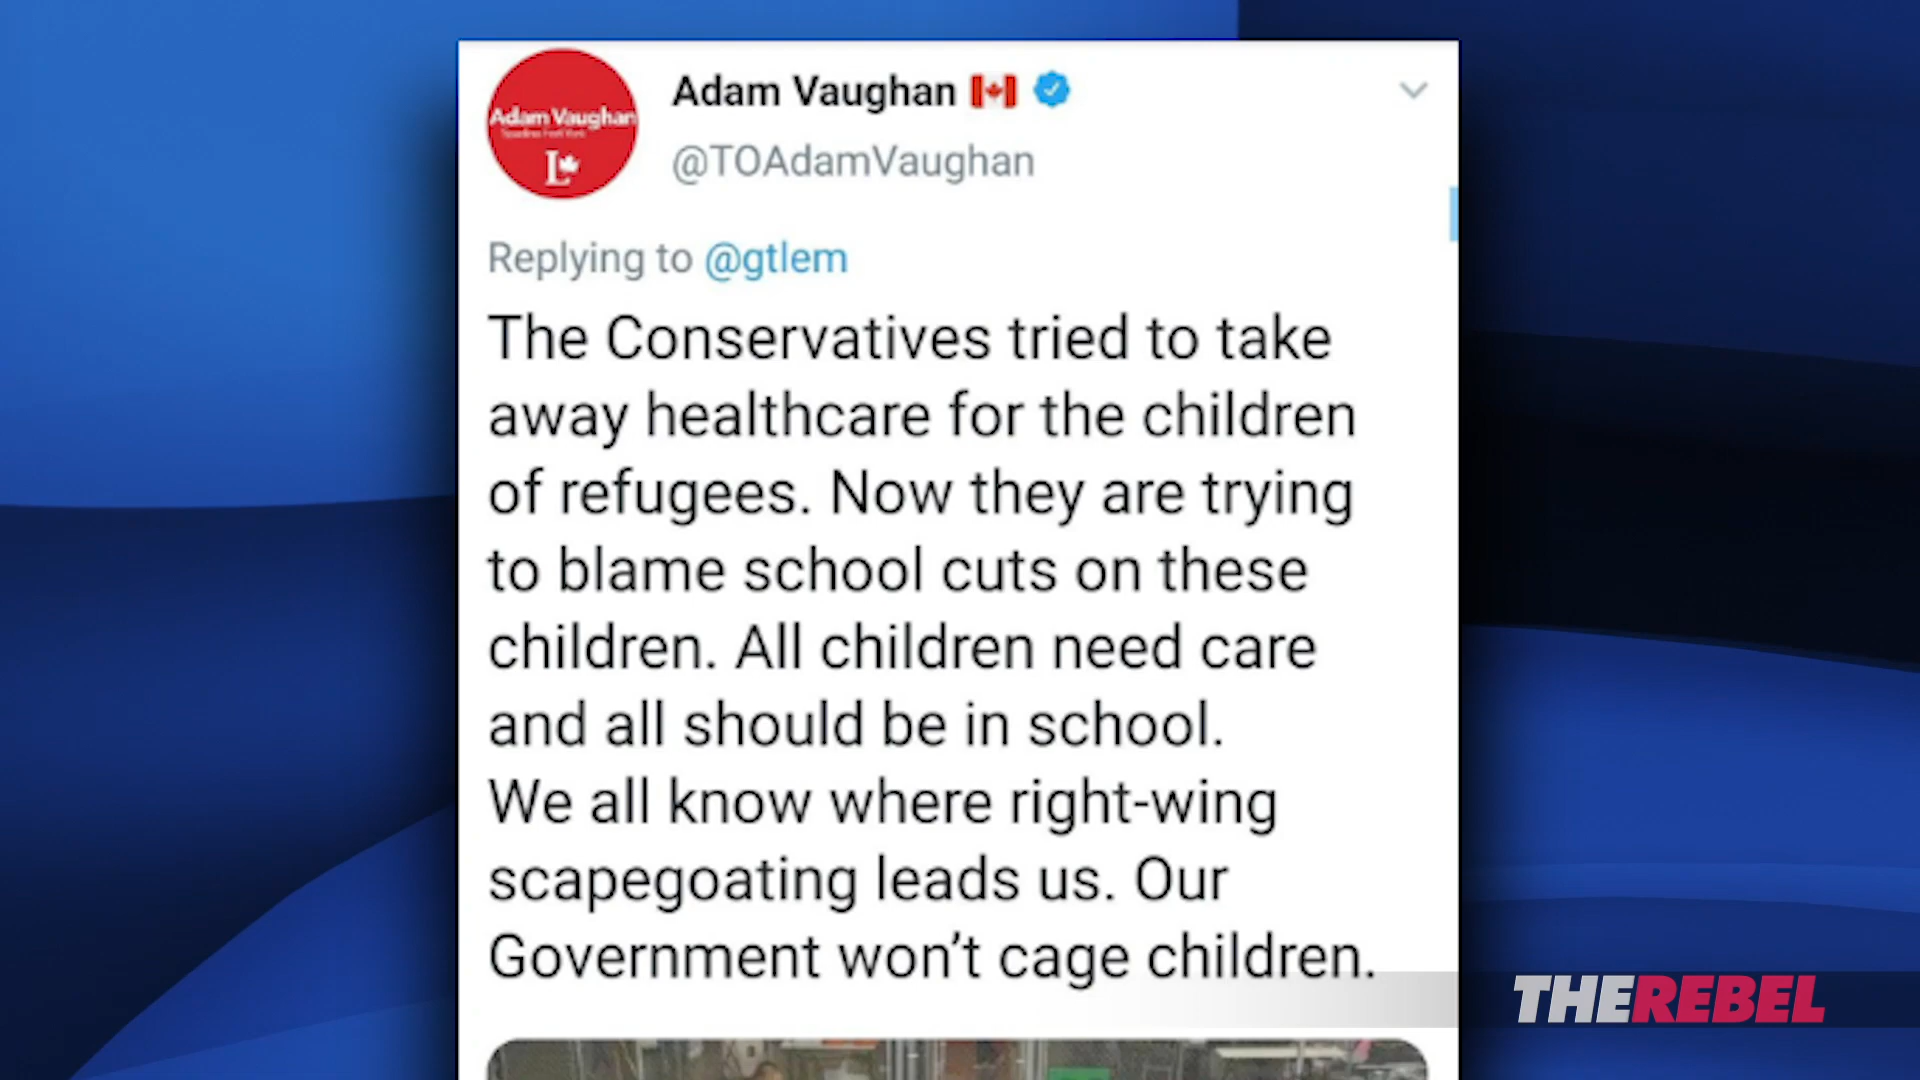 Adam Vaughan
Adam Vaughan
L
@TOAdamVaughan
Replying to @gtlem
The Conservatives tried to take
away healthcare for the children
of refugees. Now they are trying
to blame school cuts on these
children. All children need care
and all should be in school.
We all know where right-wing
scapegoating leads us. Our
Government won’t cage children.
THEREBEL